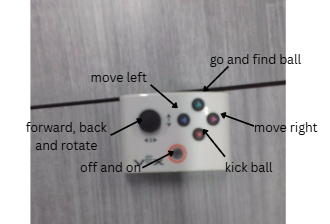 go and find ball
move left
forward, back
and rotate
move right
off and on
kick ball